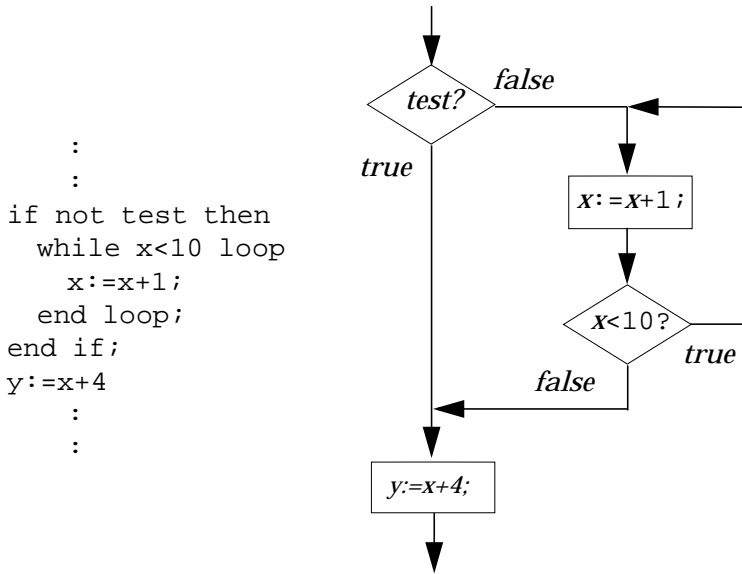 :
:
if not test then
while x<10 loop
x:=x+1;
end loop;
end if;
y:=x+4
:
:
test?
false
true
x:=x+1;
x<10?
true
false
y:=x+4;